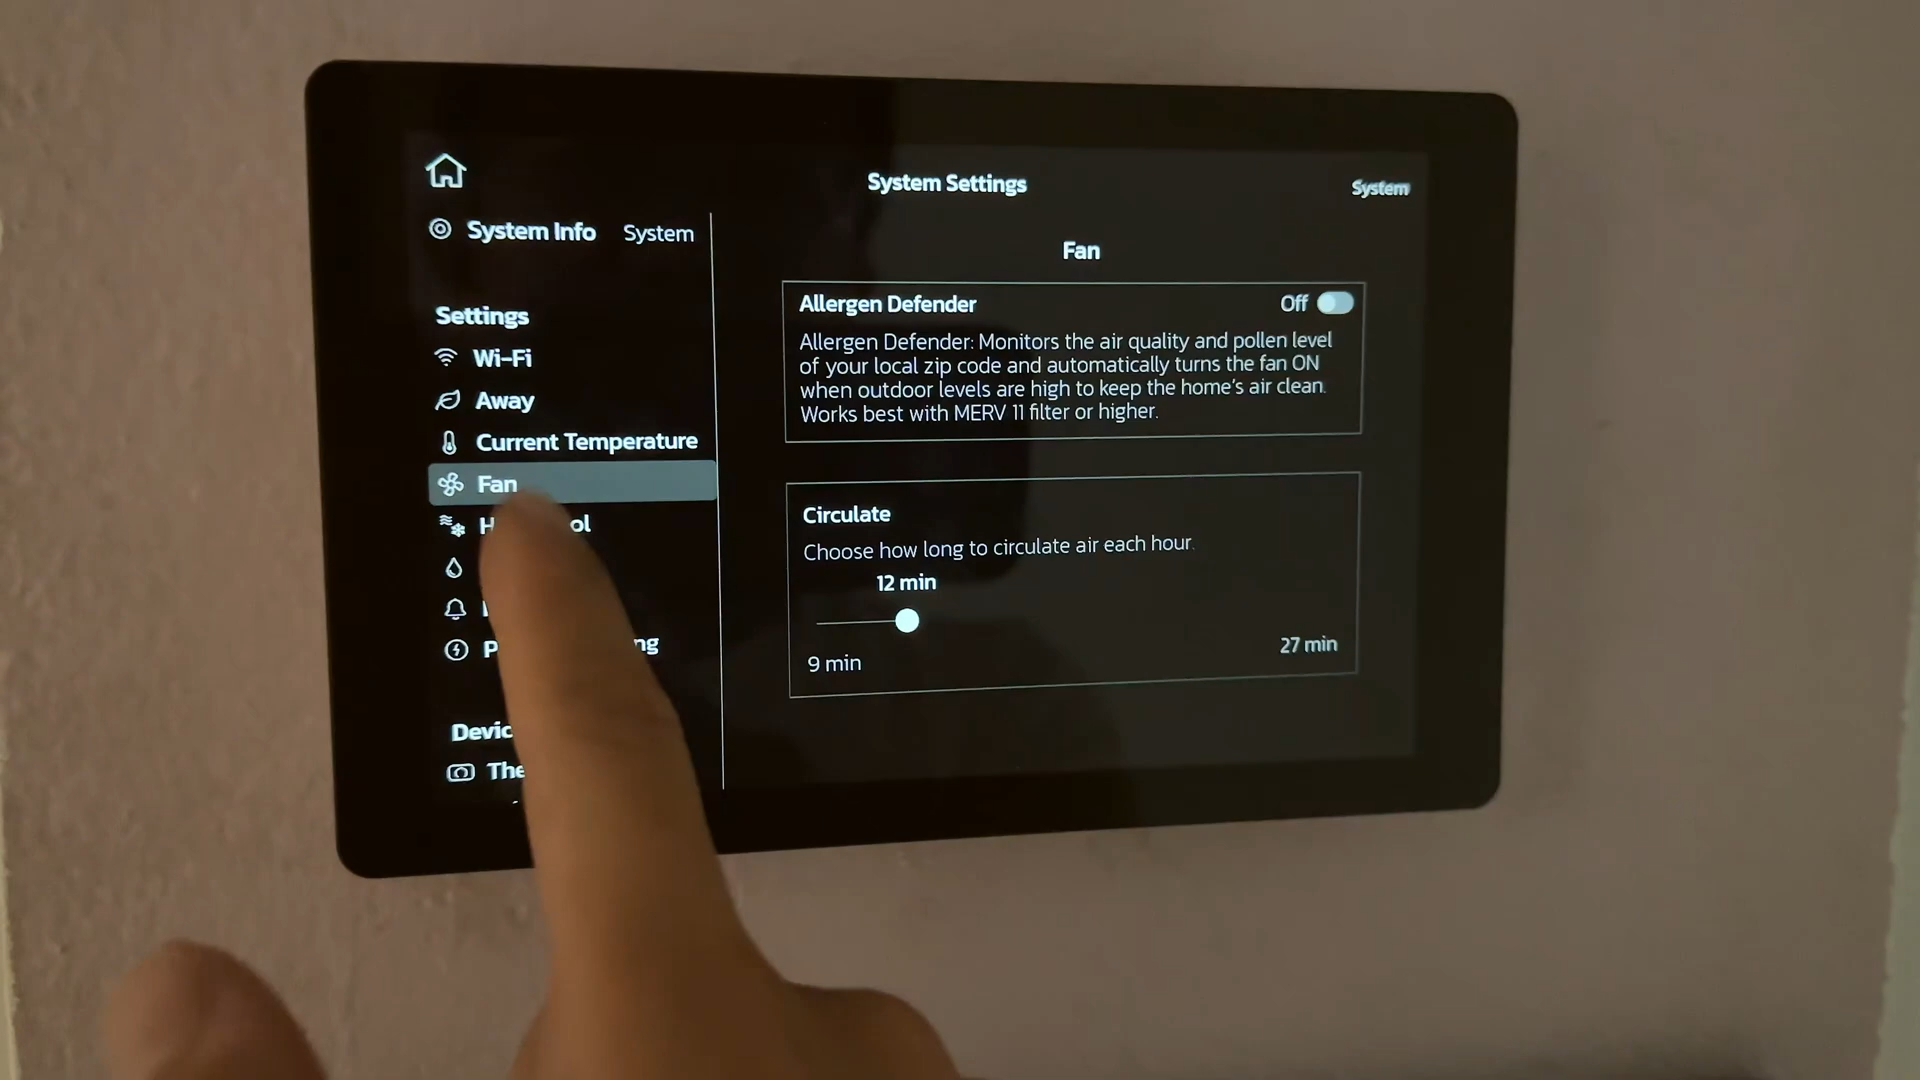 System Settings
System
System Info System
Settings
Wi-Fi
Away
Current Temperature
Fan
Fan
Allergen Defender Off
Allergen Defender: Monitors the air quality and pollen level
of your local zip code and automatically turns the fan ON
when outdoor levels are high to keep the home's air clean.
Works best with MERV 11 filter or higher.
Circulate
Choose how long to circulate air each hour.
12 min
9 min
27 min